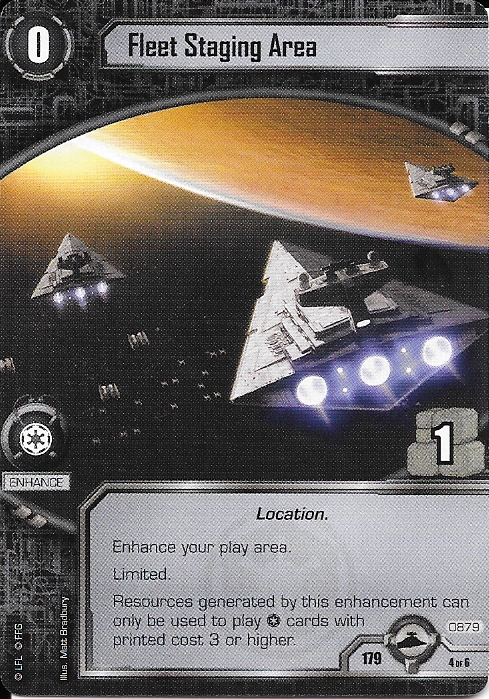 0
Fleet Staging Area
1
ENHANCE
Location.
Enhance your play area.
Limited.
Resources generated by this enhancement can
only be used to play cards with
printed cost 3 or higher.
0879
179
4 OF 6
© LFL © FFG
Illus. Matt Bradbury